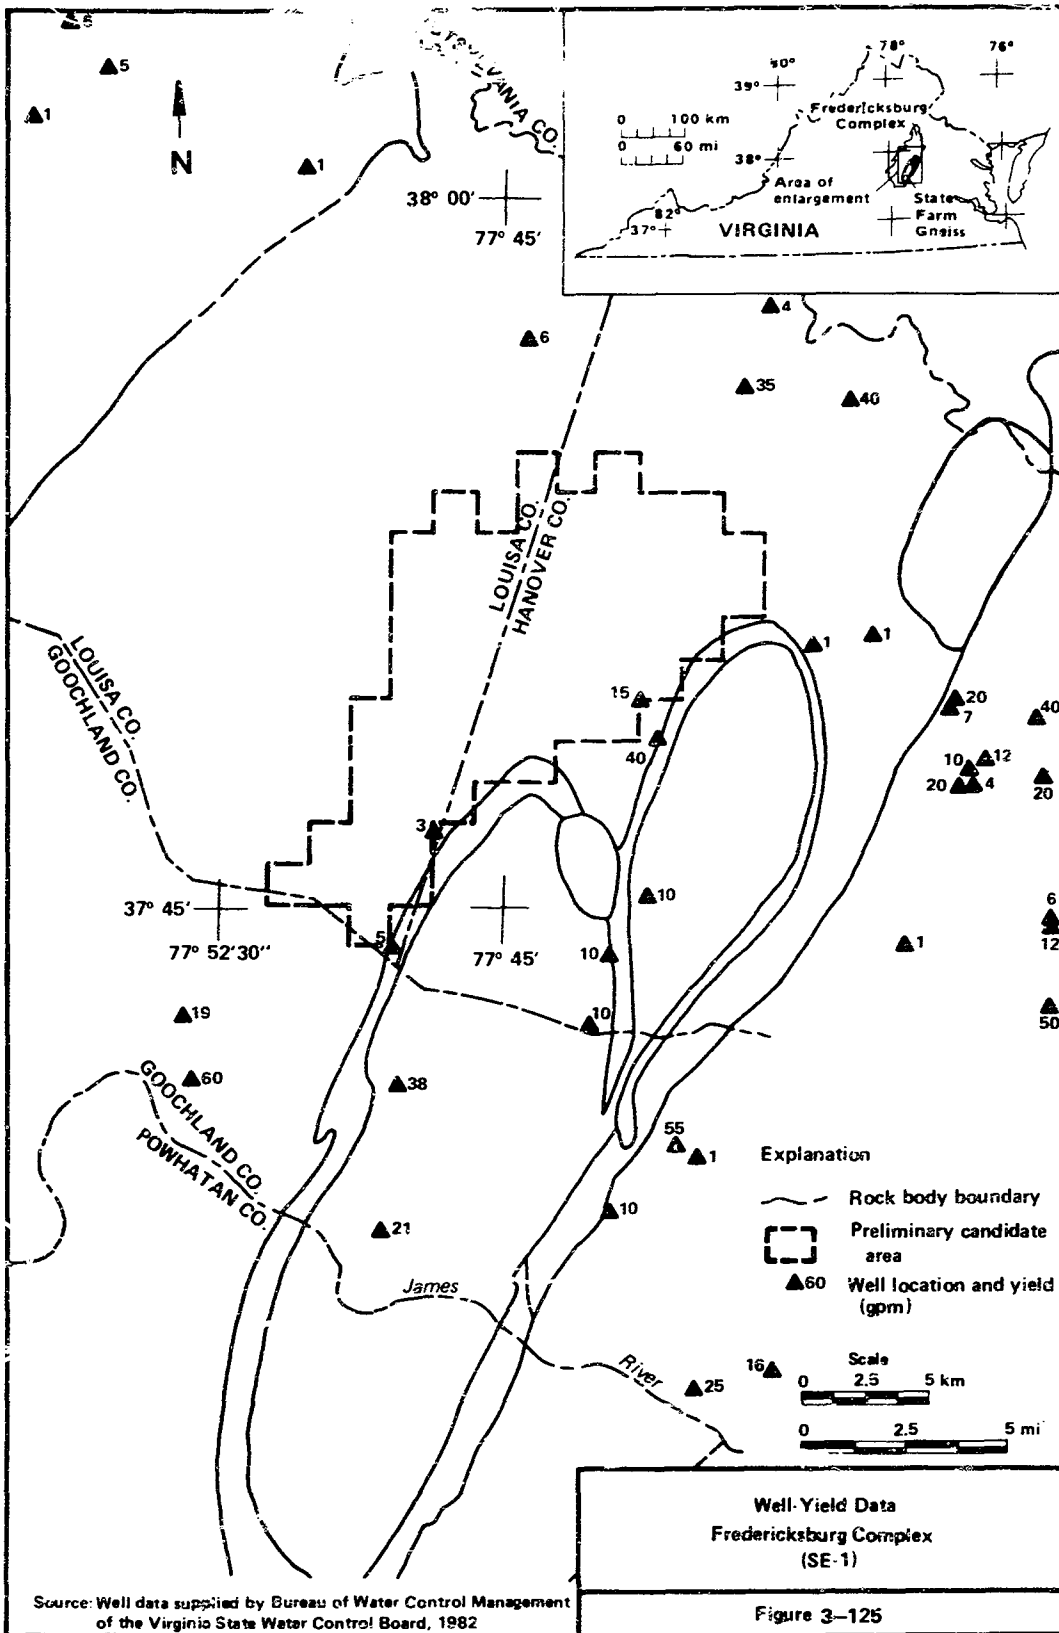 6
5
1
1
N
SYLVANIA CO.
38° 00'
77° 45'
78°
76°
80°
39°
Fredericksburg
Complex
0 100 km
0 60 mi
38°
Area of
enlargement
State
Farm
Gneiss
82°
37°
VIRGINIA
4
6
35
40
LOUISA CO.
HANOVER CO.
LOUISA CO.
GOOCHLAND CO.
1
1
15
20
7
40
40
12
10
20
4
20
3
37° 45'
77° 52'30"
77° 45'
10
6
12
5
10
1
19
10
50
60
38
GOOCHLAND CO.
POWHATAN CO.
55
1
10
21
James
River
16
25
Explanation
Rock body boundary
Preliminary candidate
area
60 Well location and yield
(gpm)
Scale
0 2.5 5 km
0 2.5 5 mi
Well-Yield Data
Fredericksburg Complex
(SE-1)
Source: Well data supplied by Bureau of Water Control Management
of the Virginia State Water Control Board, 1982
Figure 3-125